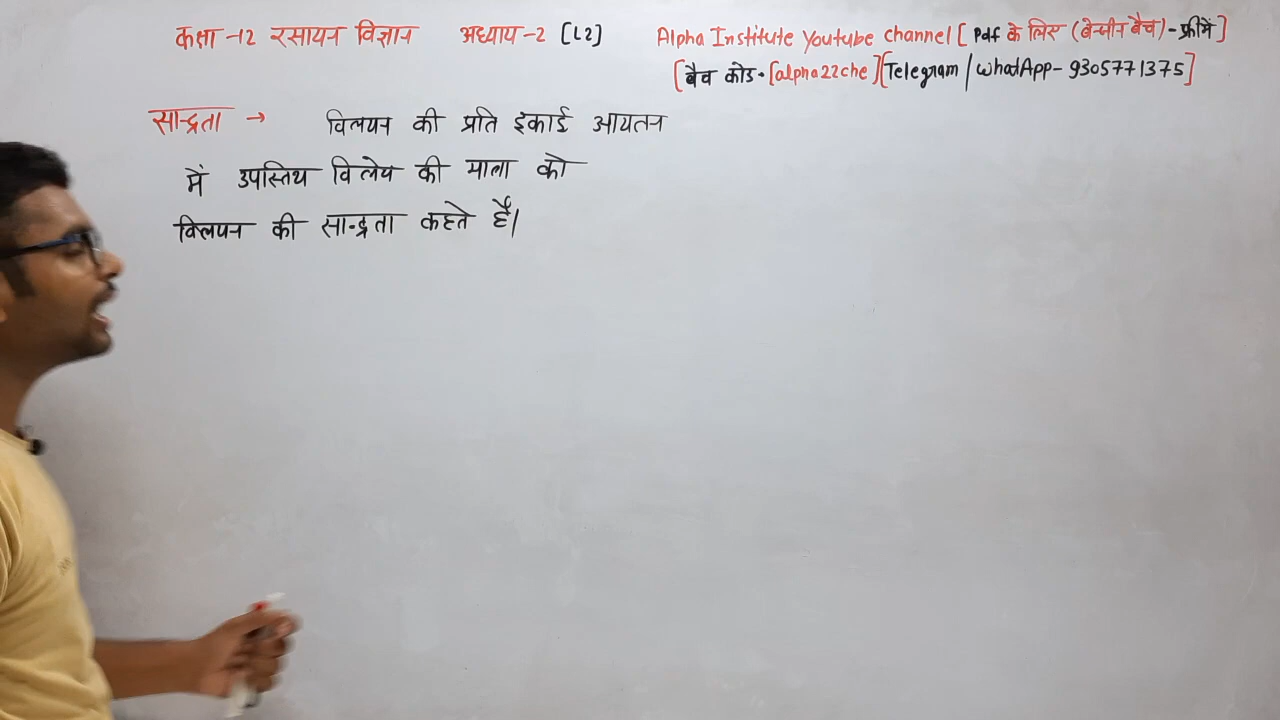 कक्षा -12 रसायन विज्ञान अध्याय-2 [L2] Alpha Institute Youtube channel [ Pdf के लिए (बेन्जीन बैच) - फ्री में ]
[ बैच कोड - [alpha22che] [Telegram / WhatApp - 9305771375]
सान्द्रता → विलयन की प्रति इकाई आयतन
में उपस्तिथ विलेय की मात्रा को
विलयन की सान्द्रता कहते हैं|